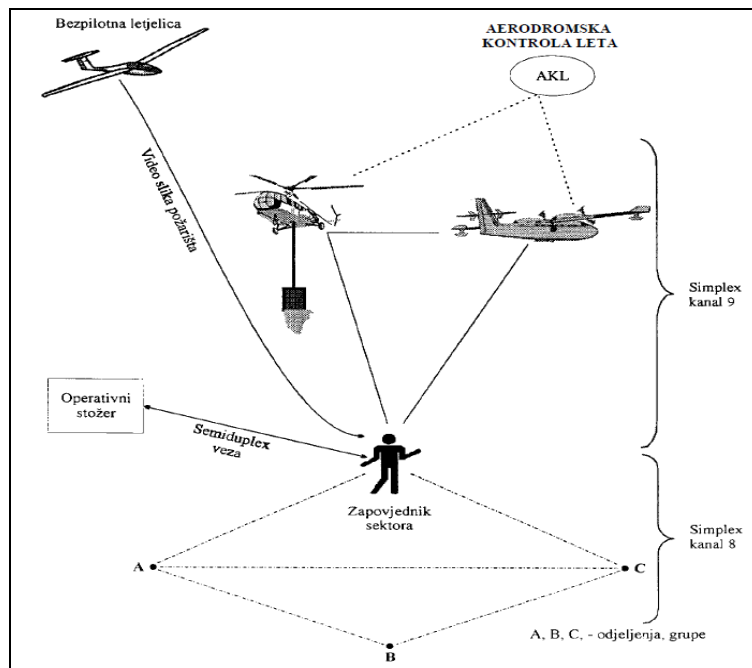 Bezpilotna letjelica
AERODROMSKA
KONTROLA LETA
AKL
Video slika požarišta
Simplex
kanal 9
Operativni
stožer
Semiduplex
veza
Zapovjednik
sektora
Simplex
kanal 8
A
C
B
A, B, C, - odjeljenja, grupe